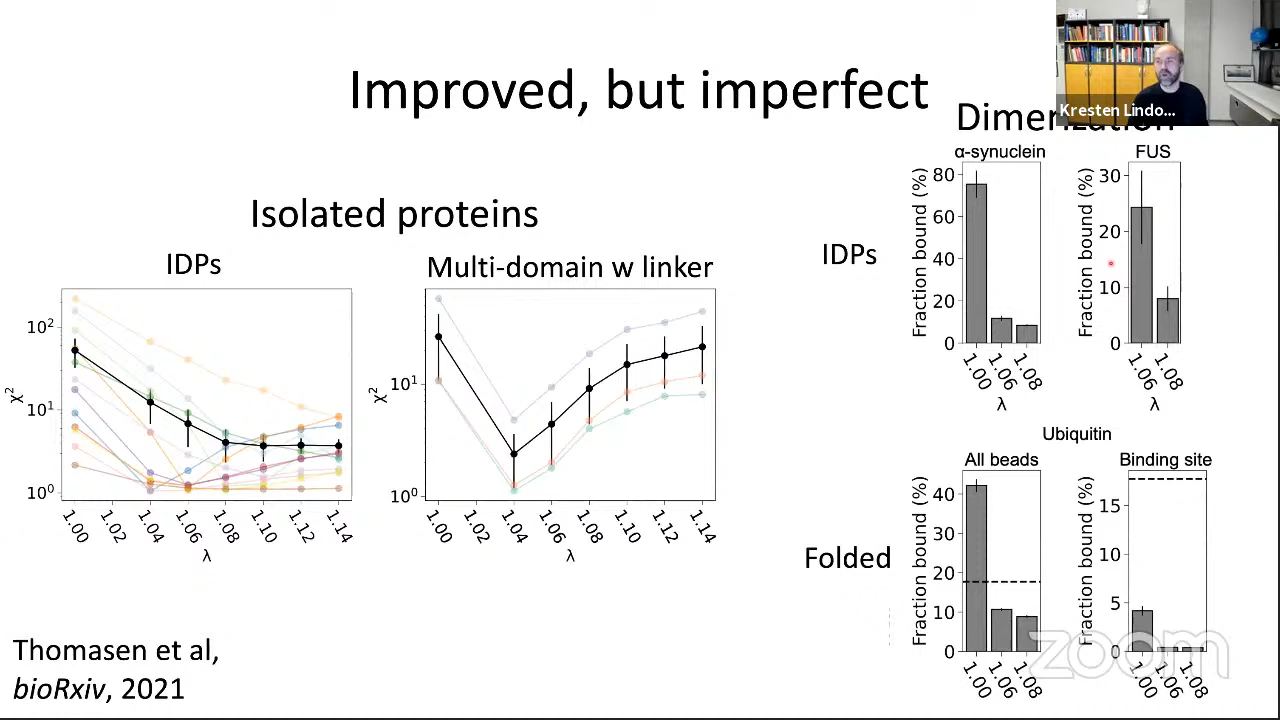 Improved, but imperfect
Kresten Lindo...
Dimerization
Isolated proteins
IDPs
Multi-domain w linker
χ²
10²
10¹
10⁰
1.00
1.02
1.04
1.06
1.08
1.10
1.12
1.14
λ
χ²
10¹
10⁰
1.00
1.02
1.04
1.06
1.08
1.10
1.12
1.14
λ
IDPs
α-synuclein
Fraction bound (%)
80
60
40
20
0
1.00
1.06
1.08
λ
FUS
Fraction bound (%)
30
20
10
0
1.00
1.08
λ
Ubiquitin
Folded
All beads
Fraction bound (%)
40
30
20
10
0
1.00
1.06
1.08
Binding site
Fraction bound (%)
15
10
5
0
1.00
1.06
1.08
Thomasen et al,
bioRxiv, 2021
zoom